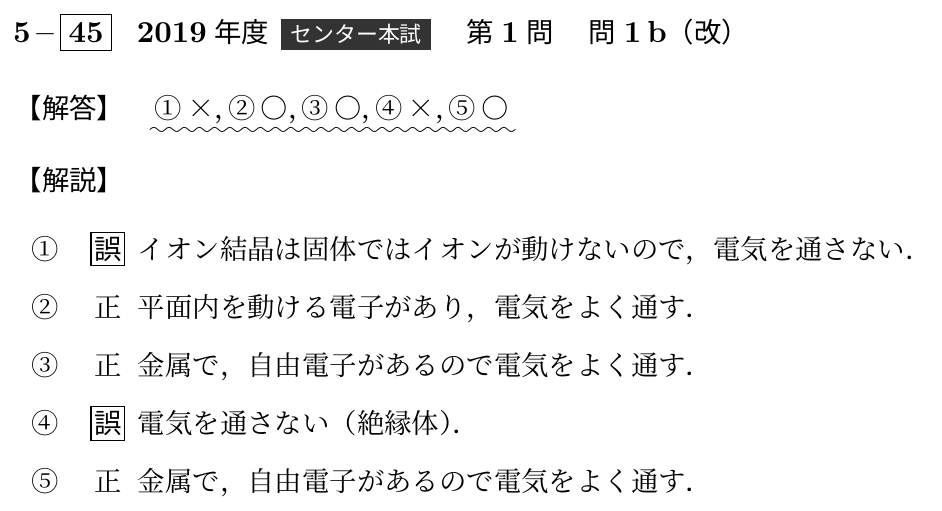 5–45 2019年度 センター本試 第1問 問1b（改）
【解答】 ①×,②○,③○,④×,⑤○
【解説】
① 誤 イオン結晶は固体ではイオンが動けないので，電気を通さない．
② 正 平面内を動ける電子があり，電気をよく通す．
③ 正 金属で，自由電子があるので電気をよく通す．
④ 誤 電気を通さない（絶縁体）．
⑤ 正 金属で，自由電子があるので電気をよく通す．